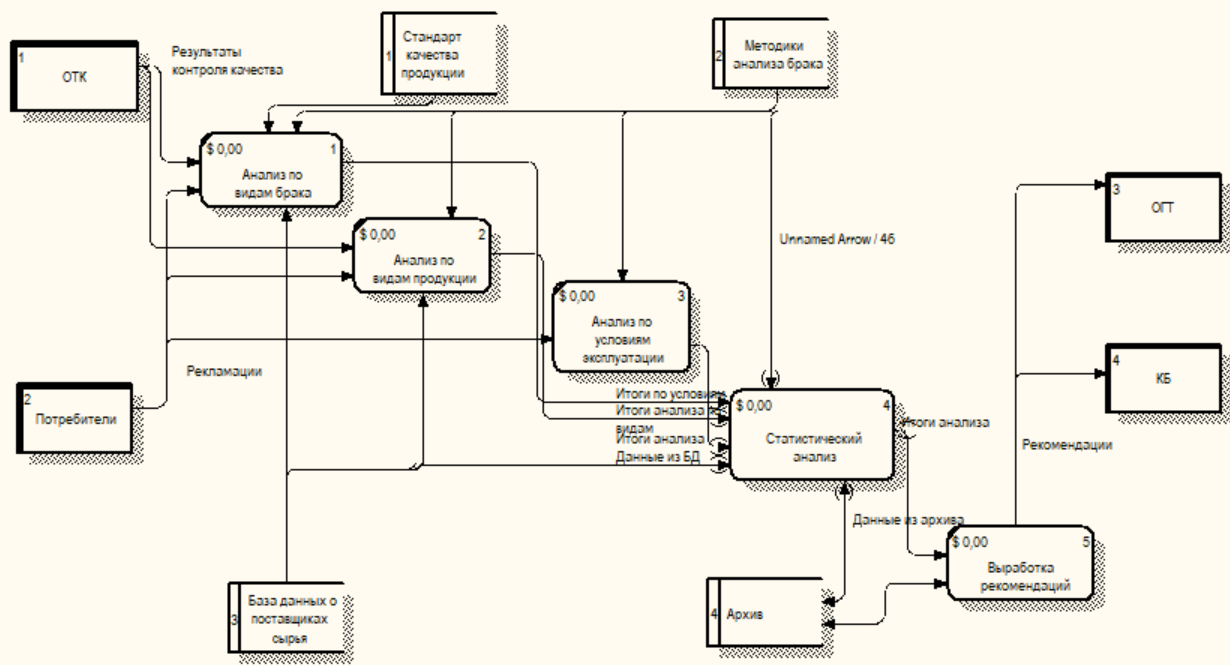 1
ОТК
Результаты
контроля качества
1
Стандарт
качества
продукции
2
Методики
анализа брака
$ 0,00
1
Анализ по
видам брака
$ 0,00
2
Анализ по
видам продукции
$ 0,00
3
Анализ по
условиям
эксплуатации
Unnamed Arrow / 46
3
ОГТ
4
КБ
2
Потребители
Рекламации
Итоги по условиям
Итоги анализа по
видам
Итоги анализа
Данные из БД
$ 0,00
4
Статистический
анализ
Итоги анализа
Рекомендации
Данные из архива
$ 0,00
5
Выработка
рекомендаций
3
База данных о
поставщиках
сырья
4
Архив